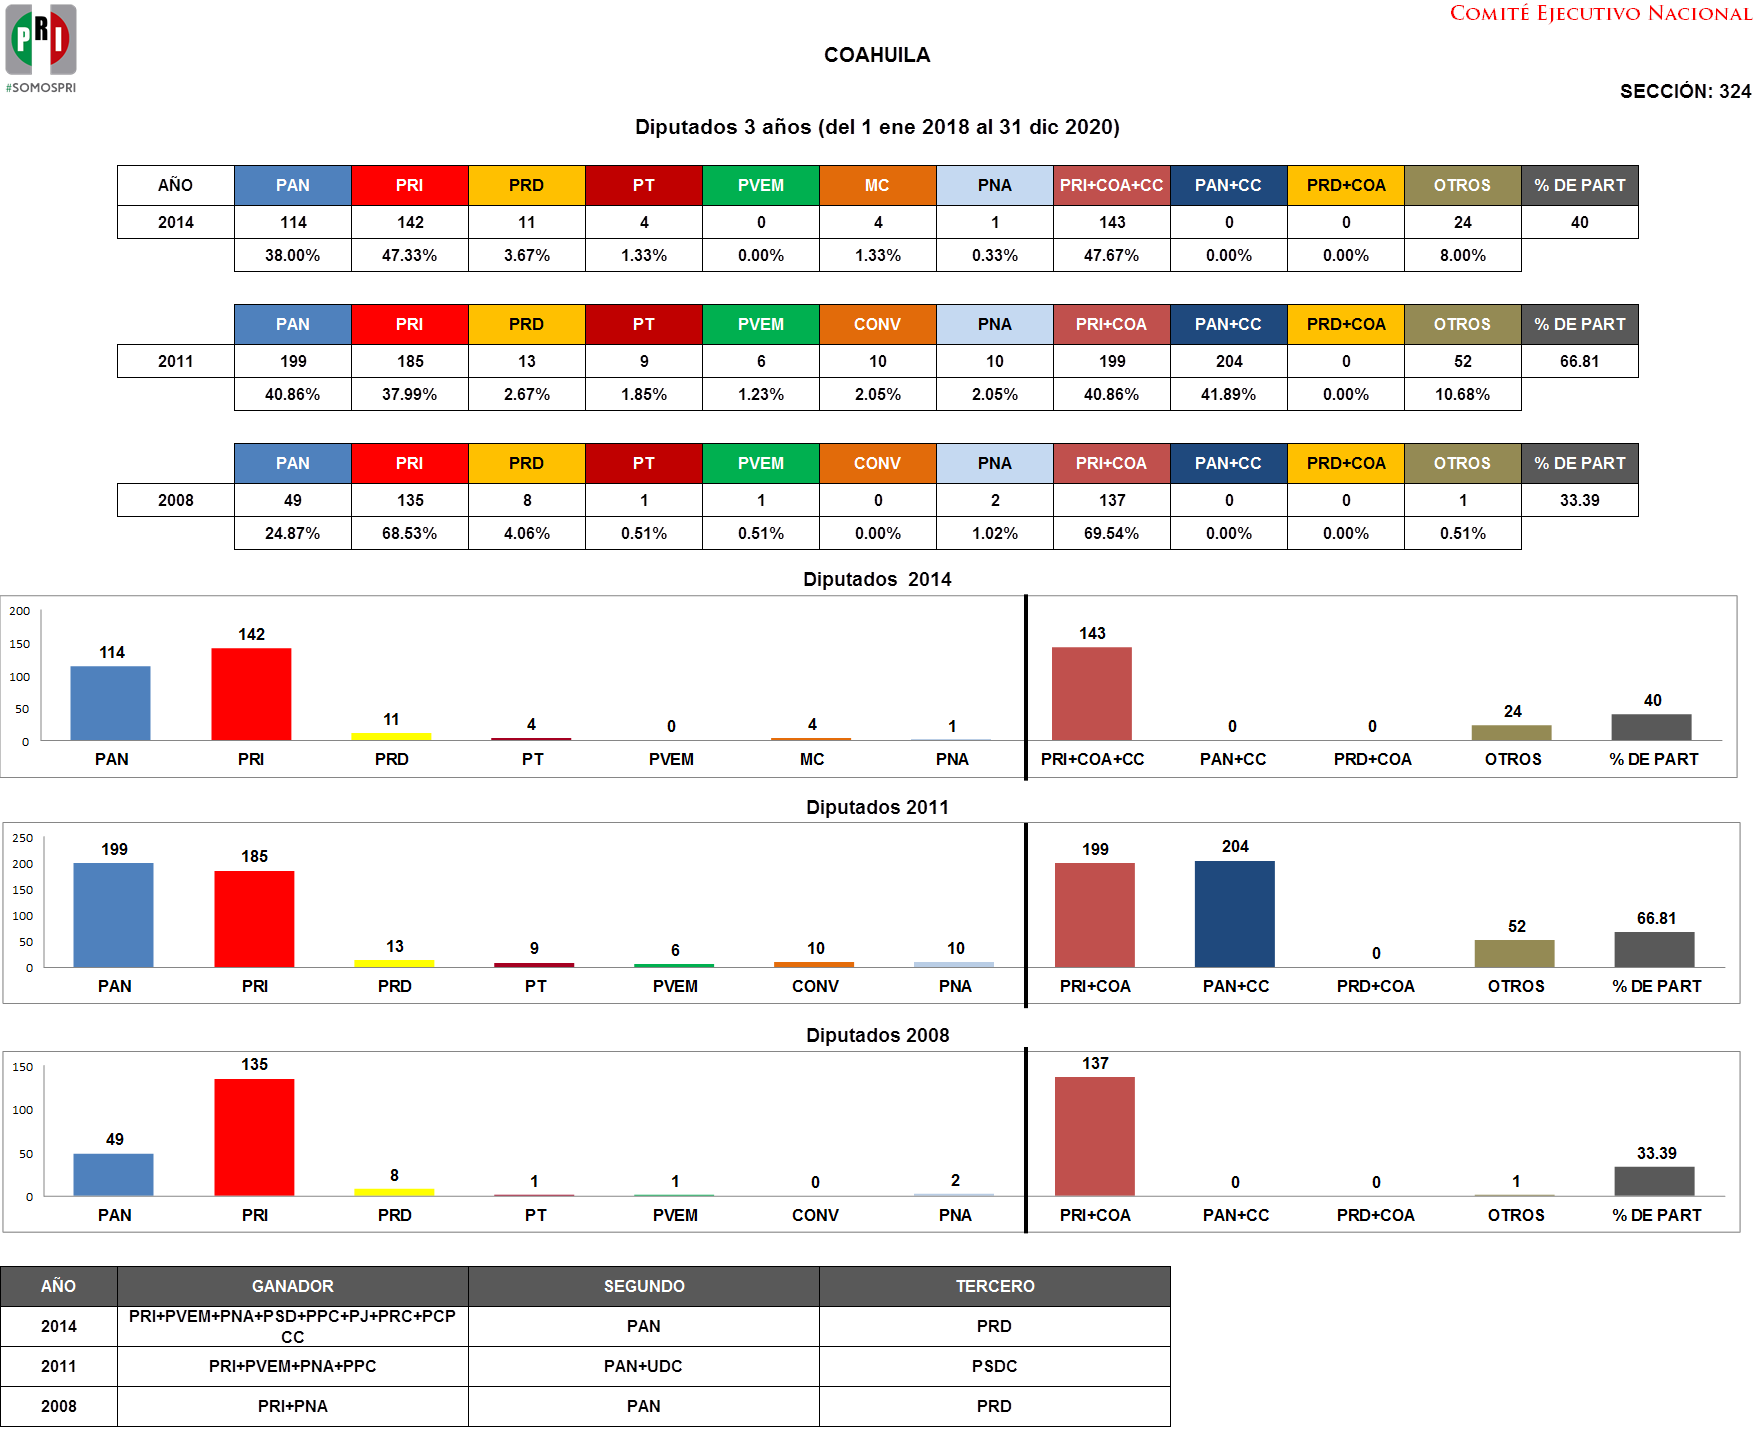 PRI
#SOMOSPRI
COMITÉ EJECUTIVO NACIONAL
COAHUILA
SECCIÓN: 324
Diputados 3 años (del 1 ene 2018 al 31 dic 2020)
AÑO PAN PRI PRD PT PVEM MC PNA PRI+COA+CC PAN+CC PRD+COA OTROS % DE PART
2014 114 142 11 4 0 4 1 143 0 0 24 40
38.00% 47.33% 3.67% 1.33% 0.00% 1.33% 0.33% 47.67% 0.00% 0.00% 8.00%
PAN PRI PRD PT PVEM CONV PNA PRI+COA PAN+CC PRD+COA OTROS % DE PART
2011 199 185 13 9 6 10 10 199 204 0 52 66.81
40.86% 37.99% 2.67% 1.85% 1.23% 2.05% 2.05% 40.86% 41.89% 0.00% 10.68%
PAN PRI PRD PT PVEM CONV PNA PRI+COA PAN+CC PRD+COA OTROS % DE PART
2008 49 135 8 1 1 0 2 137 0 0 1 33.39
24.87% 68.53% 4.06% 0.51% 0.51% 0.00% 1.02% 69.54% 0.00% 0.00% 0.51%
Diputados 2014
200
150
100
50
0
114 142 11 4 0 4 1 143 0 0 24 40
PAN PRI PRD PT PVEM MC PNA PRI+COA+CC PAN+CC PRD+COA OTROS % DE PART
Diputados 2011
250
200
150
100
50
0
199 185 13 9 6 10 10 199 204 0 52 66.81
PAN PRI PRD PT PVEM CONV PNA PRI+COA PAN+CC PRD+COA OTROS % DE PART
Diputados 2008
150
100
50
0
49 135 8 1 1 0 2 137 0 0 1 33.39
PAN PRI PRD PT PVEM CONV PNA PRI+COA PAN+CC PRD+COA OTROS % DE PART
AÑO GANADOR SEGUNDO TERCERO
2014 PRI+PVEM+PNA+PSD+PPC+PJ+PRC+PCP
CC PAN PRD
2011 PRI+PVEM+PNA+PPC PAN+UDC PSDC
2008 PRI+PNA PAN PRD